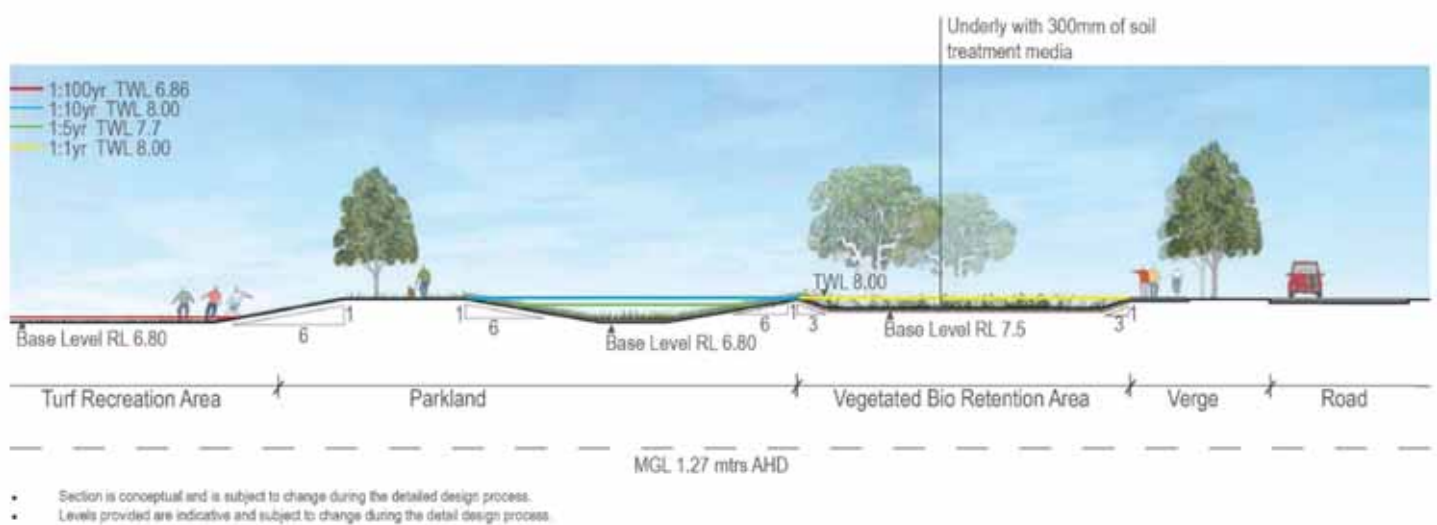 Underly with 300mm of soil
treatment media
1:100yr TWL 6.86
1:10yr TWL 8.00
1:5yr TWL 7.7
1:1yr TWL 8.00
TWL 8.00
1
6
1
6
6
1
3
3
1
Base Level RL 6.80
Base Level RL 6.80
Base Level RL 7.5
Turf Recreation Area
Parkland
Vegetated Bio Retention Area
Verge
Road
MGL 1.27 mtrs AHD
• Section is conceptual and is subject to change during the detailed design process.
• Levels provided are indicative and subject to change during the detail design process.